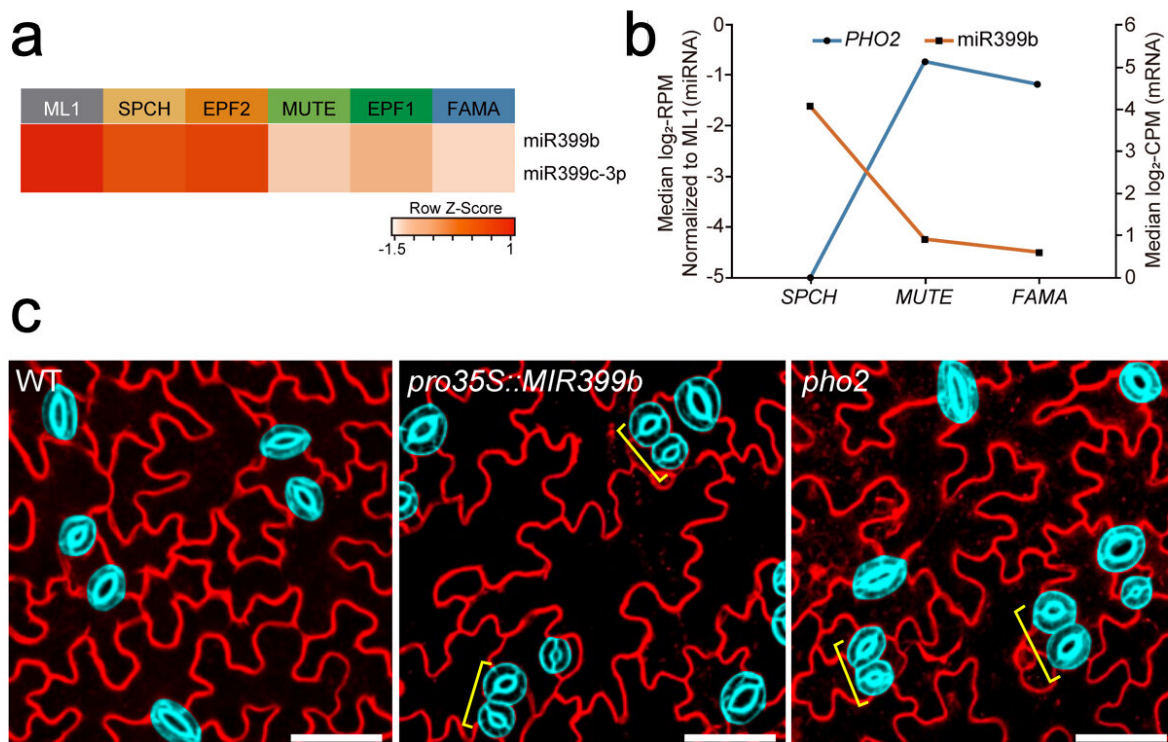 a
ML1 SPCH EPF2 MUTE EPF1 FAMA
miR399b
miR399c-3p
Row Z-Score
-1.5 1
b
PHO2 miR399b
Median log₂-RPM
Normalized to ML1(miRNA)
0
-1
-2
-3
-4
-5
6
5
4
3
2
1
0
Median log₂-CPM (mRNA)
SPCH MUTE FAMA
c
WT
pro35S::MIR399b
pho2